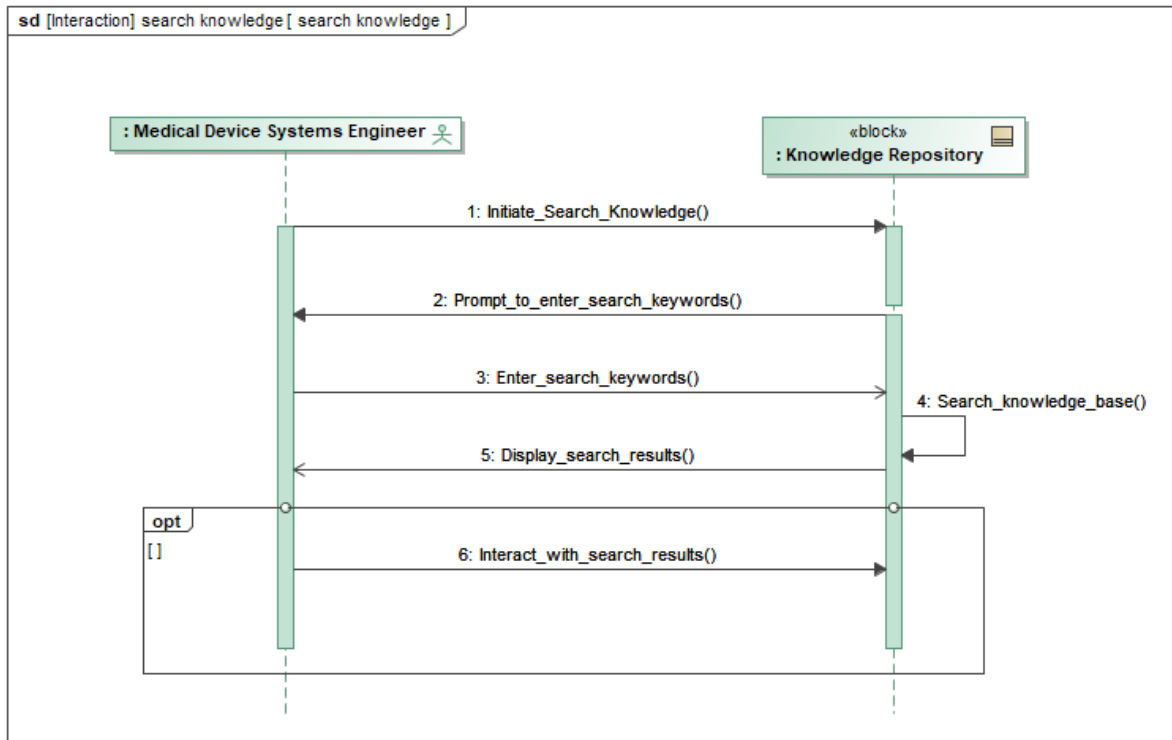 sd [Interaction] search knowledge [ search knowledge ]
: Medical Device Systems Engineer
«block»
: Knowledge Repository
1: Initiate_Search_Knowledge()
2: Prompt_to_enter_search_keywords()
3: Enter_search_keywords()
4: Search_knowledge_base()
5: Display_search_results()
opt
[ ]
6: Interact_with_search_results()